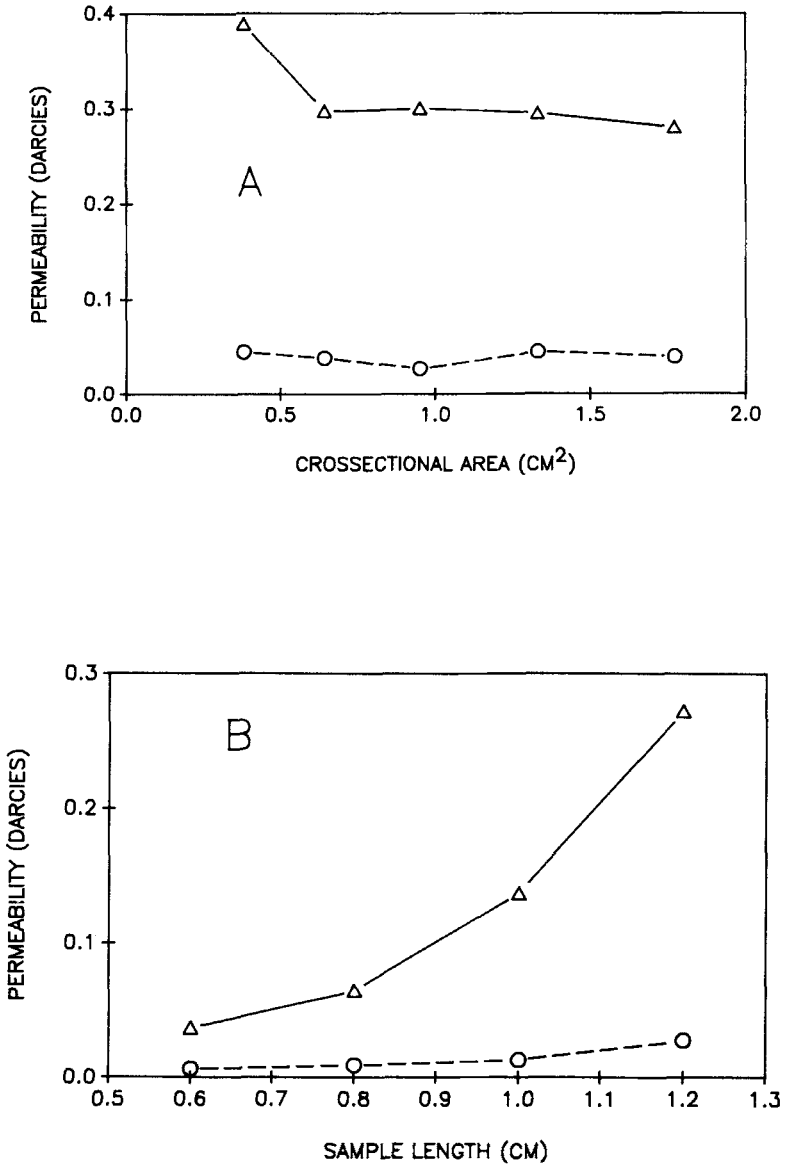 0.4
0.3
0.2
0.1
0.0
PERMEABILITY (DARCIES)
A
0.0 0.5 1.0 1.5 2.0
CROSSECTIONAL AREA (CM²)
0.3
0.2
0.1
0.0
PERMEABILITY (DARCIES)
B
0.5 0.6 0.7 0.8 0.9 1.0 1.1 1.2 1.3
SAMPLE LENGTH (CM)